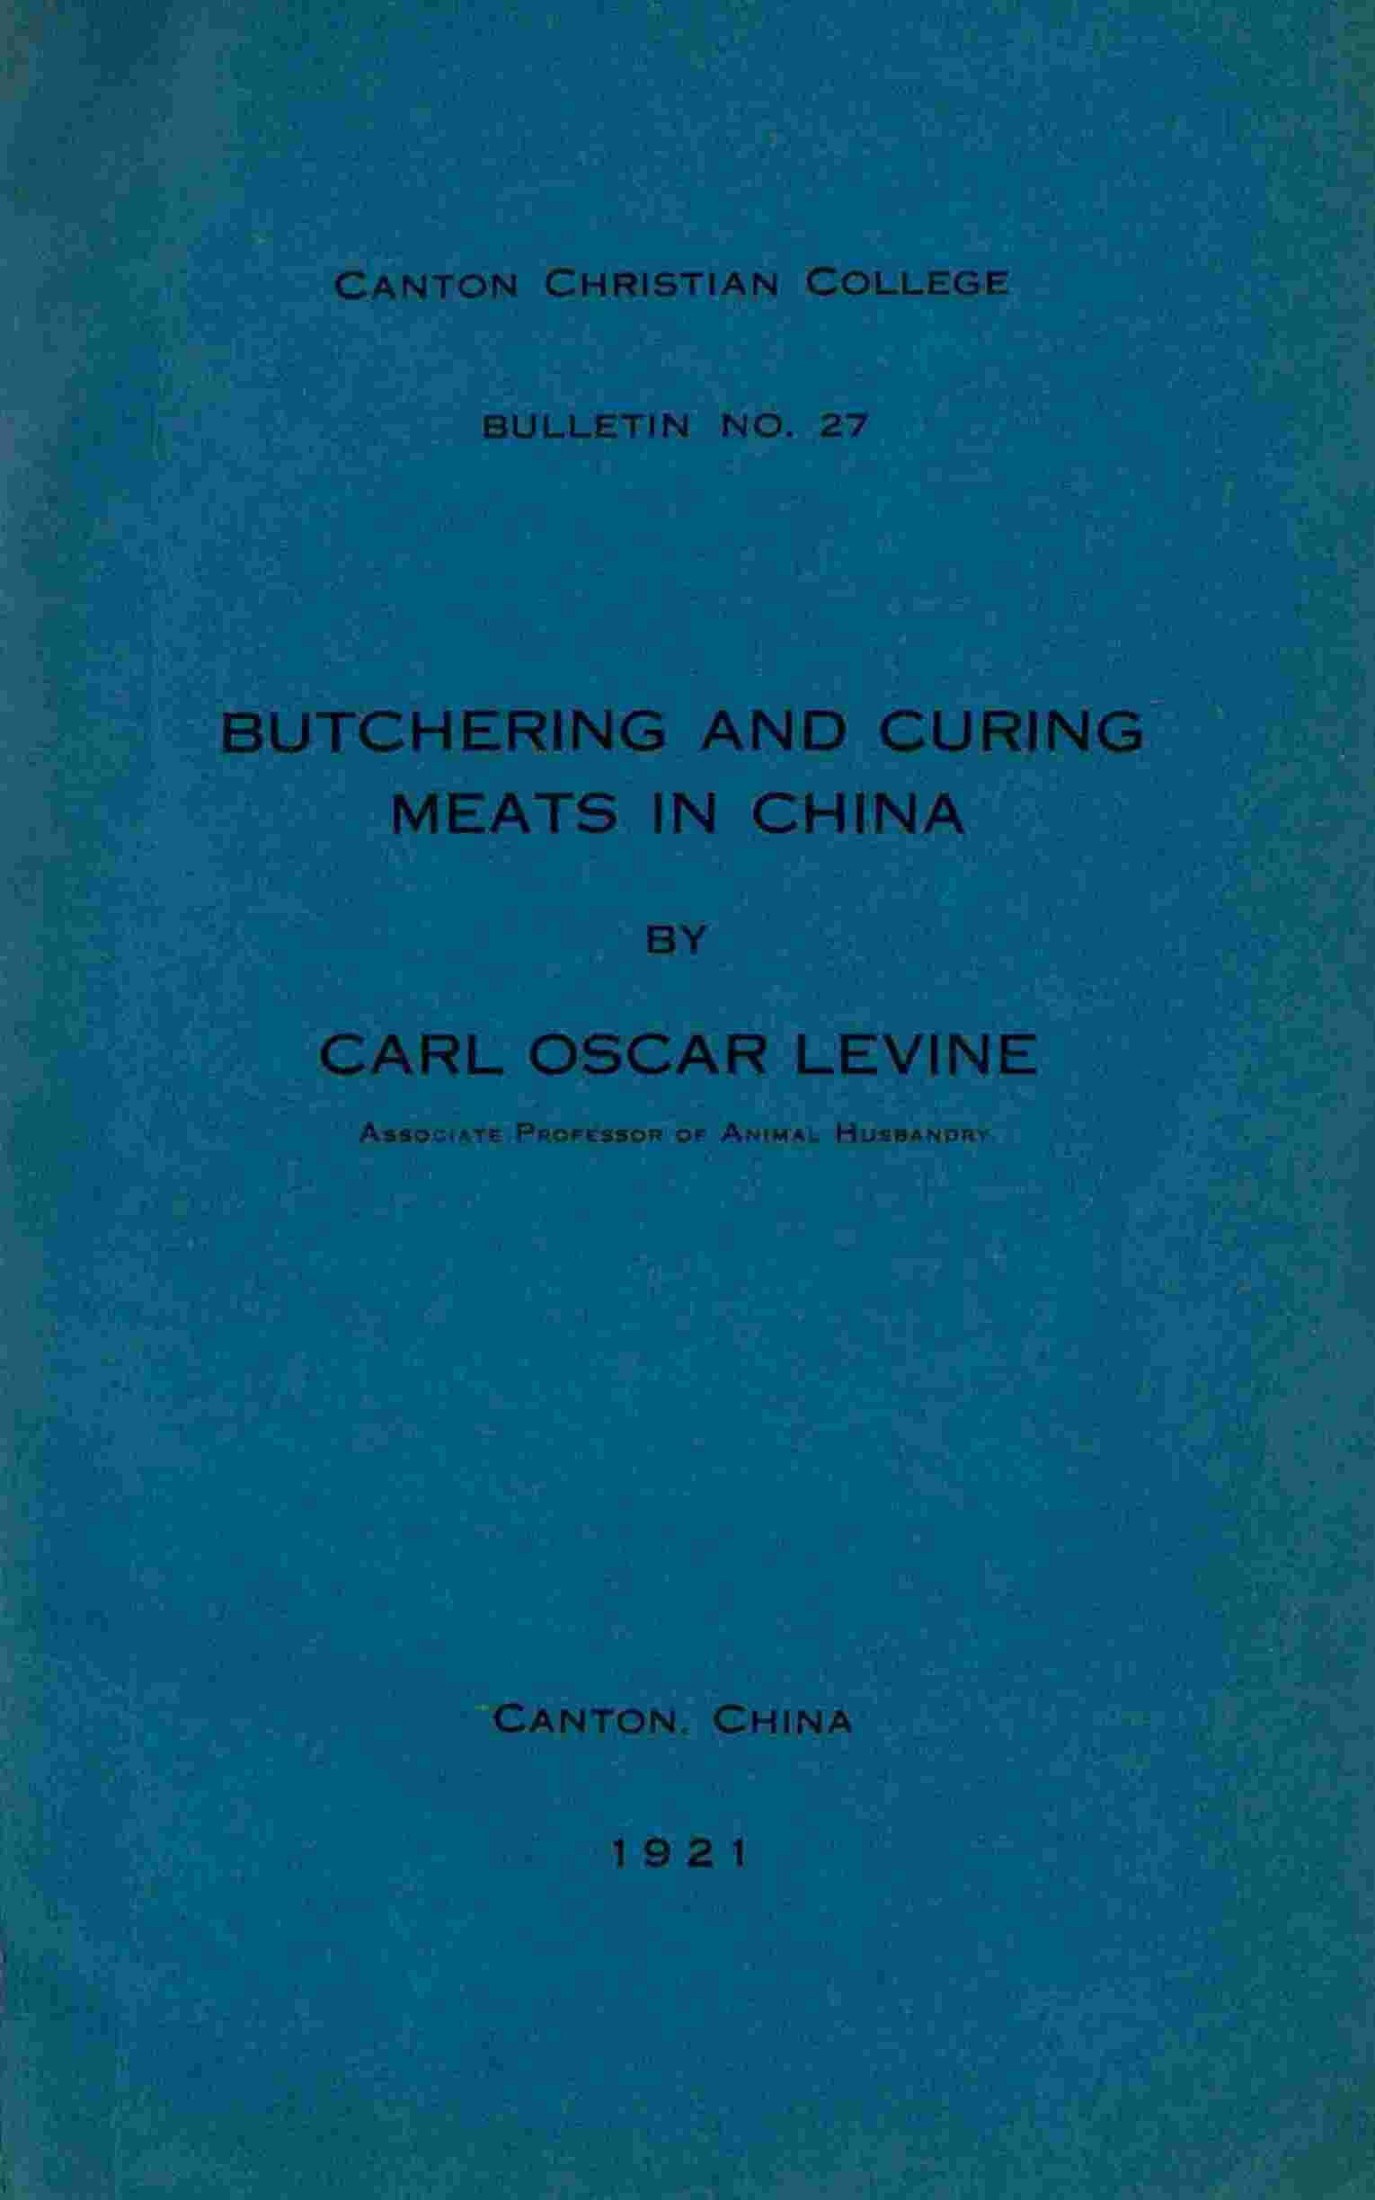 CANTON CHRISTIAN COLLEGE
BULLETIN NO. 27
BUTCHERING AND CURING
MEATS IN CHINA
BY
CARL OSCAR LEVINE
ASSOCIATE PROFESSOR OF ANIMAL HUSBANDRY
CANTON, CHINA
1921